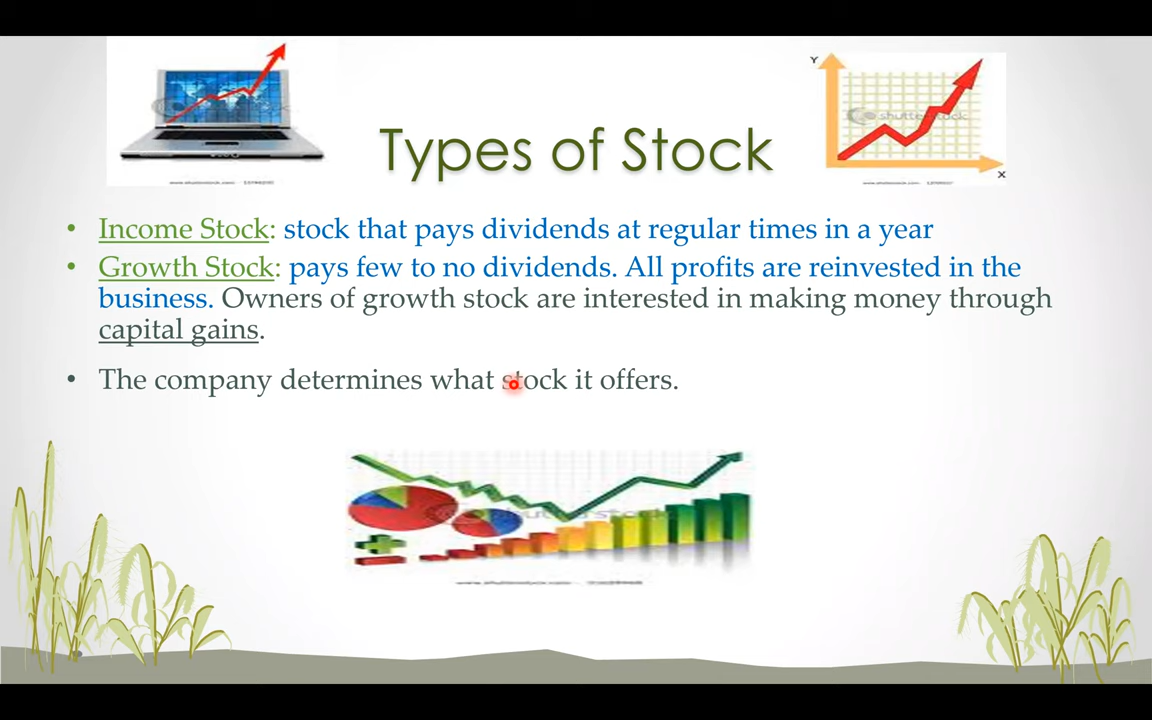 Y
X
Types of Stock
• Income Stock: stock that pays dividends at regular times in a year
• Growth Stock: pays few to no dividends. All profits are reinvested in the
business. Owners of growth stock are interested in making money through
capital gains.
• The company determines what stock it offers.